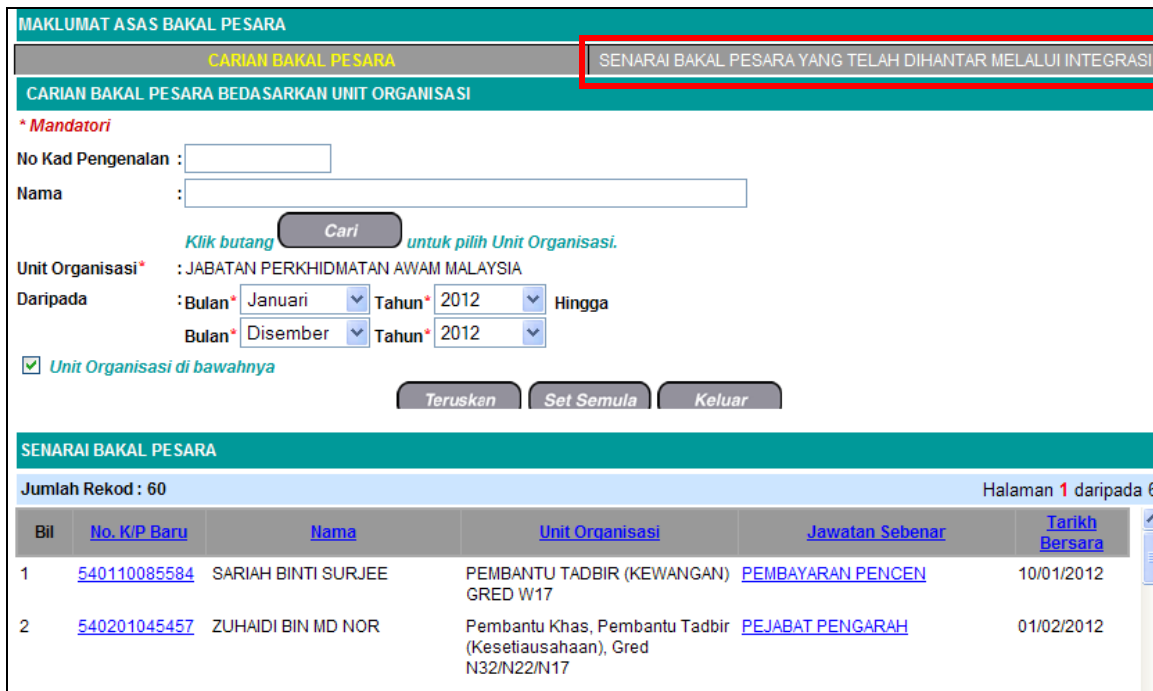 MAKLUMAT ASAS BAKAL PESARA
CARIAN BAKAL PESARA SENARAI BAKAL PESARA YANG TELAH DIHANTAR MELALUI INTEGRASI
CARIAN BAKAL PESARA BEDASARKAN UNIT ORGANISASI
* Mandatori
No Kad Pengenalan :
Nama :
Klik butang Cari untuk pilih Unit Organisasi.
Unit Organisasi* : JABATAN PERKHIDMATAN AWAM MALAYSIA
Daripada : Bulan* Januari Tahun* 2012 Hingga
Bulan* Disember Tahun* 2012
Unit Organisasi di bawahnya
Teruskan Set Semula Keluar
SENARAI BAKAL PESARA
Jumlah Rekod : 60 Halaman 1 daripada 6
Bil No. K/P Baru Nama Unit Organisasi Jawatan Sebenar Tarikh
Bersara
1 540110085584 SARIAH BINTI SURJEE PEMBANTU TADBIR (KEWANGAN) PEMBAYARAN PENCEN 10/01/2012
GRED W17
2 540201045457 ZUHAIDI BIN MD NOR Pembantu Khas, Pembantu Tadbir PEJABAT PENGARAH 01/02/2012
(Kesetiausahaan), Gred
N32/N22/N17